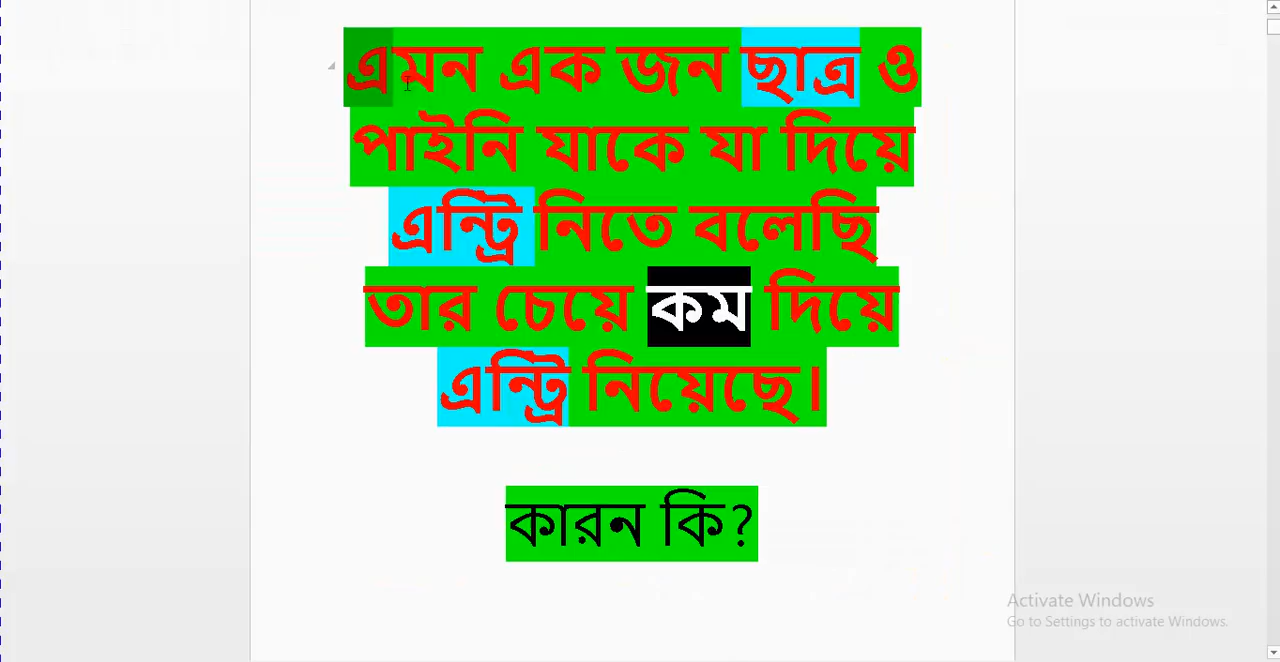 এমন এক জন ছাত্র ও
পাইনি যাকে যা দিয়ে
এন্ট্রি নিতে বলেছি
তার চেয়ে কম দিয়ে
এন্ট্রি নিয়েছে।
কারন কি?
Activate Windows
Go to Settings to activate Windows.